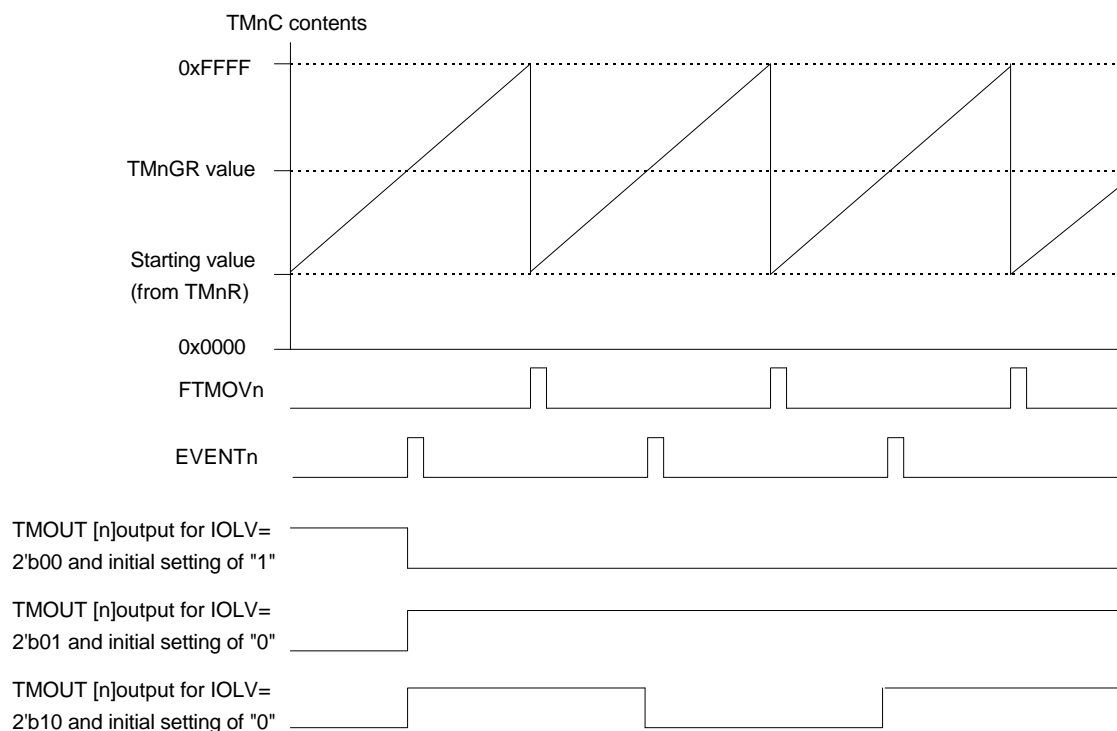 TMnC contents
0xFFFF
TMnGR value
Starting value
(from TMnR)
0x0000
FTMOVn
EVENTn
TMOUT [n]output for IOLV=
2'b00 and initial setting of "1"
TMOUT [n]output for IOLV=
2'b01 and initial setting of "0"
TMOUT [n]output for IOLV=
2'b10 and initial setting of "0"